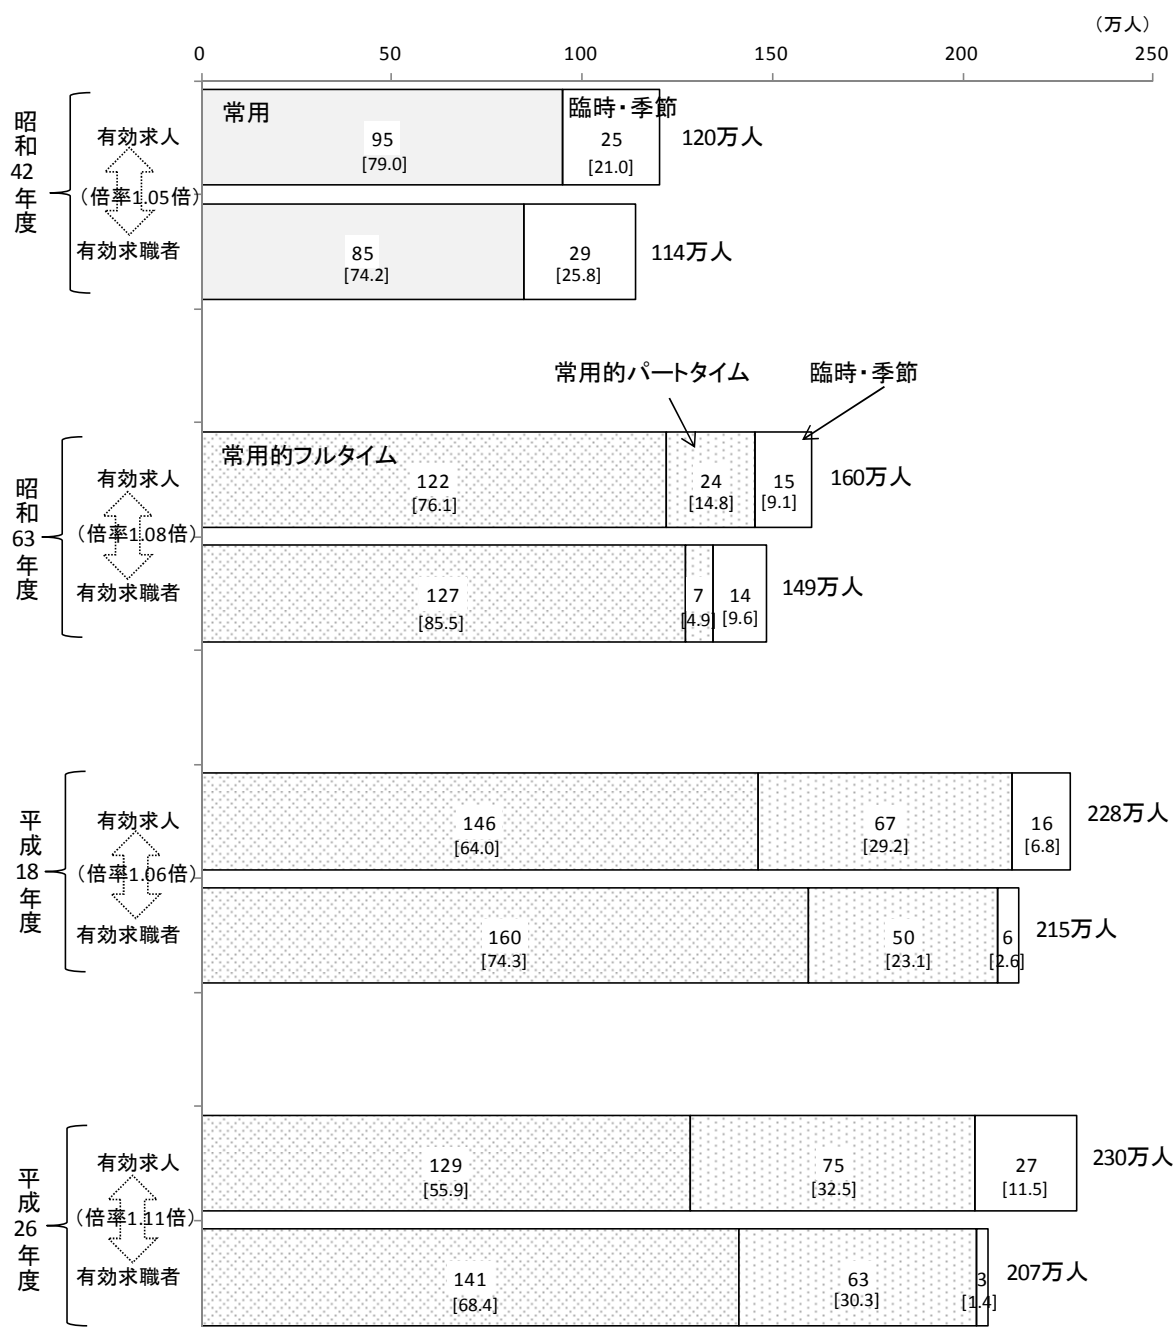 （万人）
0 50 100 150 200 250
昭和42年度
有効求人
（倍率1.05倍）
有効求職者
常用
臨時・季節
95 25 120万人
[79.0] [21.0]
85 29 114万人
[74.2] [25.8]
常用的パートタイム 臨時・季節
昭和63年度
有効求人
（倍率1.08倍）
有効求職者
常用的フルタイム
122 24 15 160万人
[76.1] [14.8] [9.1]
127 7 14 149万人
[85.5] [4.9] [9.6]
平成18年度
有効求人
（倍率1.06倍）
有効求職者
146 67 16 228万人
[64.0] [29.2] [6.8]
160 50 6 215万人
[74.3] [23.1] [2.6]
平成26年度
有効求人
（倍率1.11倍）
有効求職者
129 75 27 230万人
[55.9] [32.5] [11.5]
141 63 3 207万人
[68.4] [30.3] [1.4]